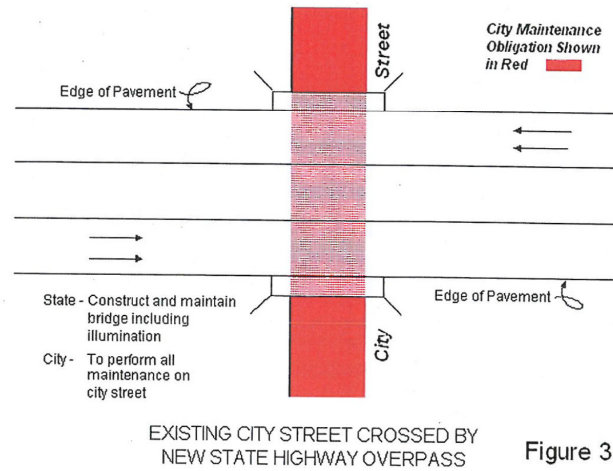 City Maintenance
Obligation Shown
in Red
Street
Edge of Pavement
State - Construct and maintain
bridge including
illumination
Edge of Pavement
City - To perform all
maintenance on
city street
City
EXISTING CITY STREET CROSSED BY
NEW STATE HIGHWAY OVERPASS
Figure 3